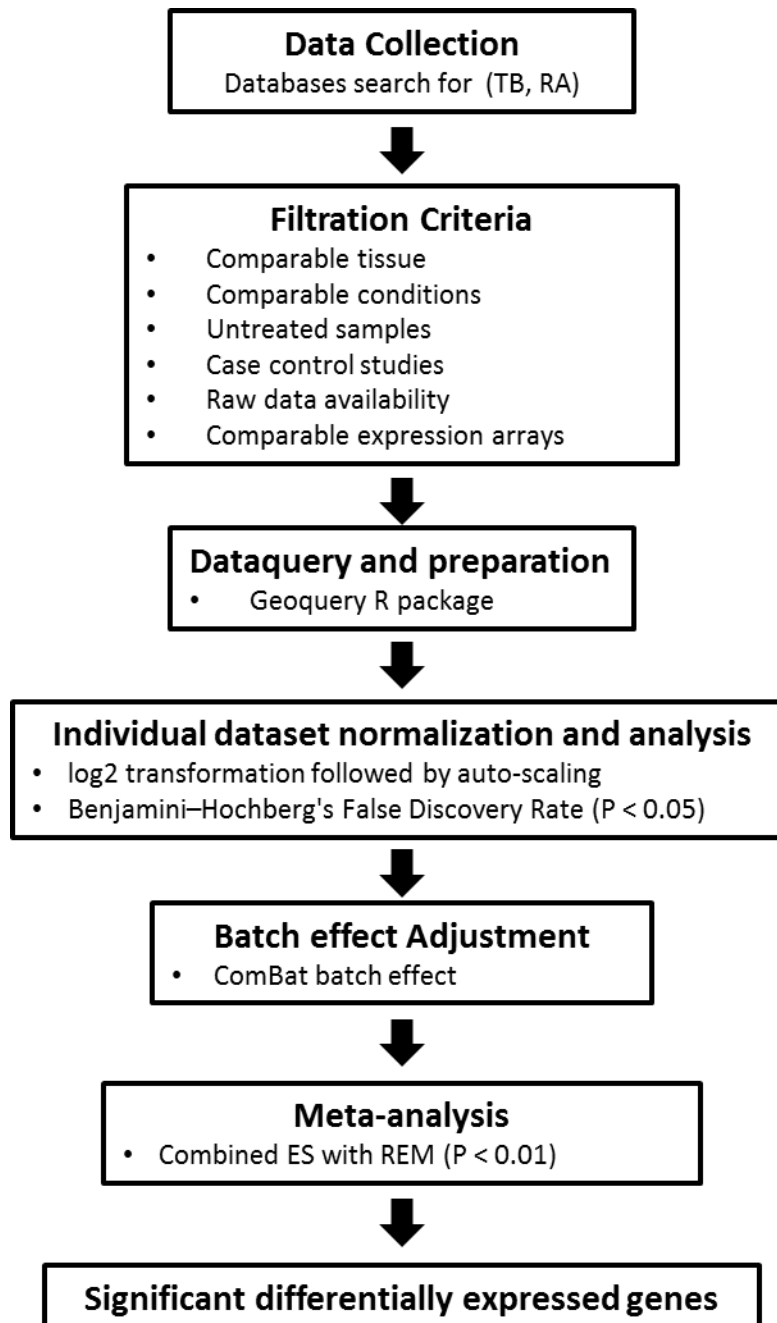 Data Collection
Databases search for (TB, RA)
Filtration Criteria
• Comparable tissue
• Comparable conditions
• Untreated samples
• Case control studies
• Raw data availability
• Comparable expression arrays
Dataquery and preparation
• Geoquery R package
Individual dataset normalization and analysis
• log2 transformation followed by auto-scaling
• Benjamini–Hochberg's False Discovery Rate (P < 0.05)
Batch effect Adjustment
• ComBat batch effect
Meta-analysis
• Combined ES with REM (P < 0.01)
Significant differentially expressed genes